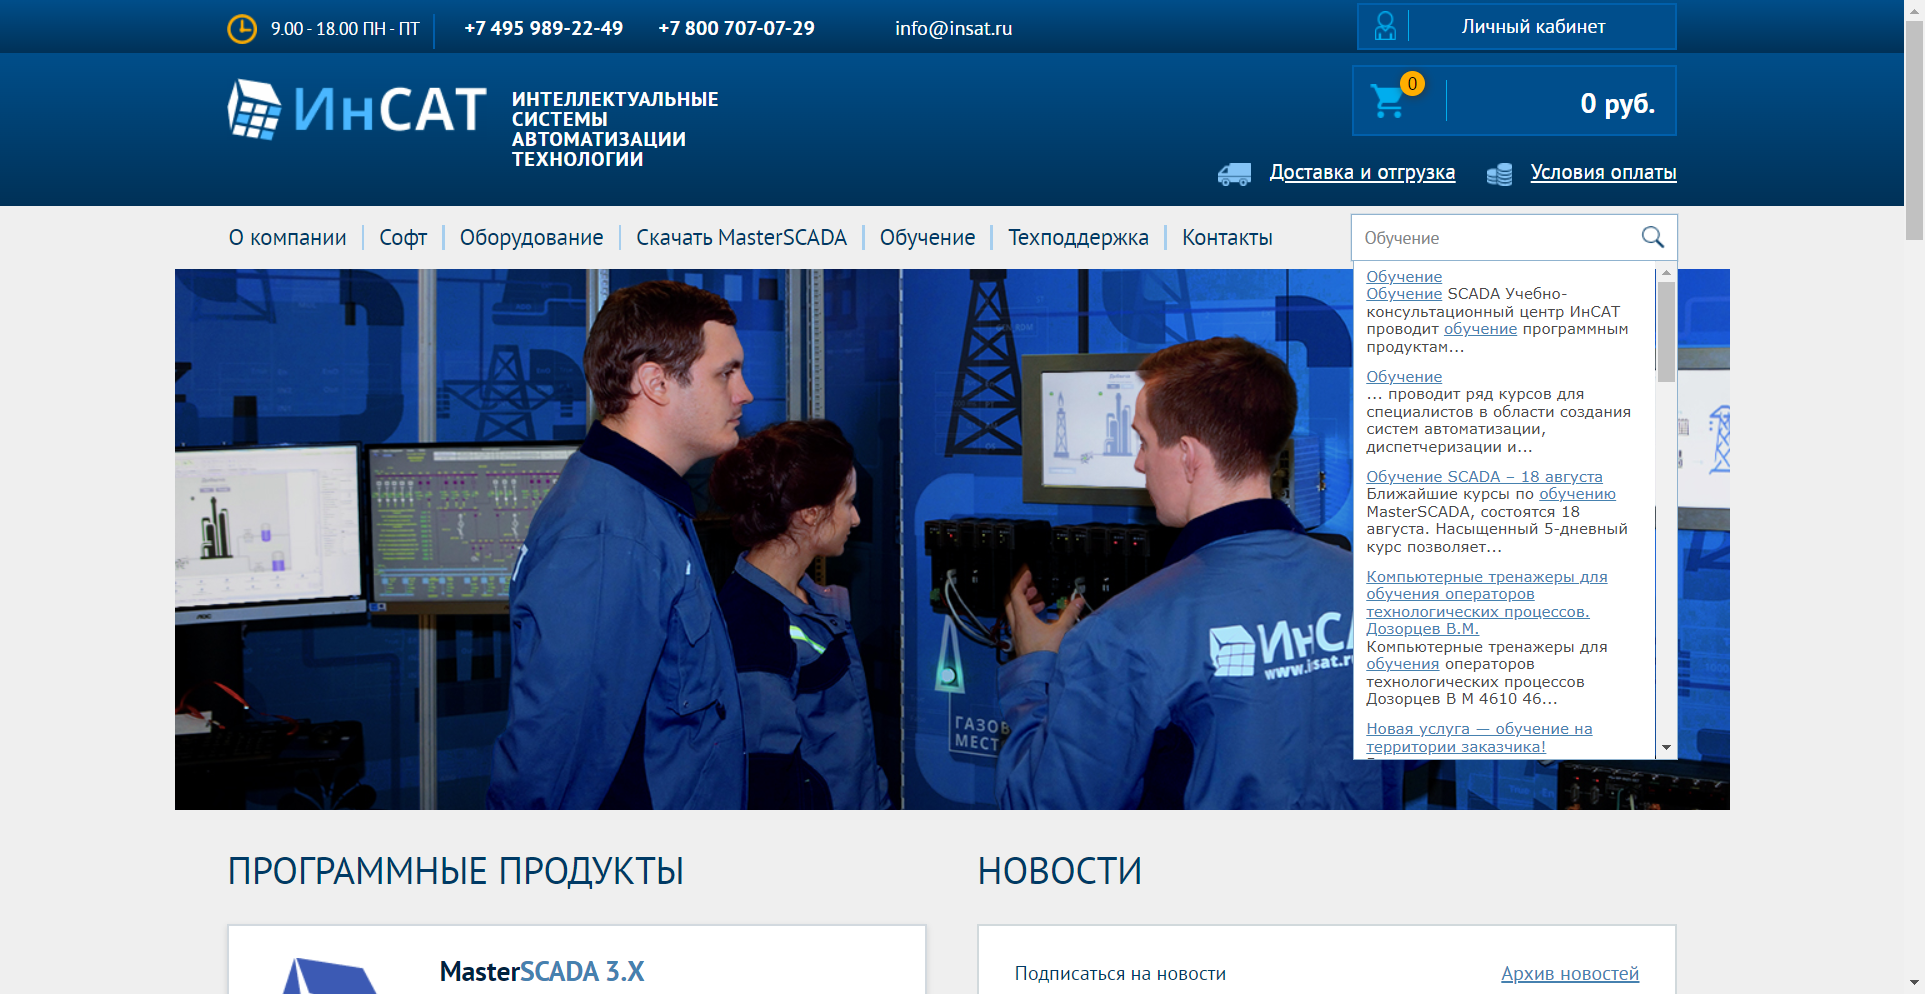 9.00 - 18.00 ПН - ПТ
+7 495 989-22-49
+7 800 707-07-29
info@insat.ru
Личный кабинет
ИнСАТ
ИНТЕЛЛЕКТУАЛЬНЫЕ
СИСТЕМЫ
АВТОМАТИЗАЦИИ
ТЕХНОЛОГИИ
0
0 руб.
Доставка и отгрузка
Условия оплаты
О компании
Софт
Оборудование
Скачать MasterSCADA
Обучение
Техподдержка
Контакты
Обучение
Обучение
Обучение SCADA Учебно-
консультационный центр ИнСАТ
проводит обучение программным
продуктам...
Обучение
... проводит ряд курсов для
специалистов в области создания
систем автоматизации,
диспетчеризации и...
Обучение SCADA – 18 августа
Ближайшие курсы по обучению
MasterSCADA, состоятся 18
августа. Насыщенный 5-дневный
курс позволяет...
Компьютерные тренажеры для
обучения операторов
технологических процессов.
Дозорцев В.М.
Компьютерные тренажеры для
обучения операторов
технологических процессов
Дозорцев В М 4610 46...
Новая услуга — обучение на
территории заказчика!
ПРОГРАММНЫЕ ПРОДУКТЫ
НОВОСТИ
MasterSCADA 3.X
Подписаться на новости
Архив новостей